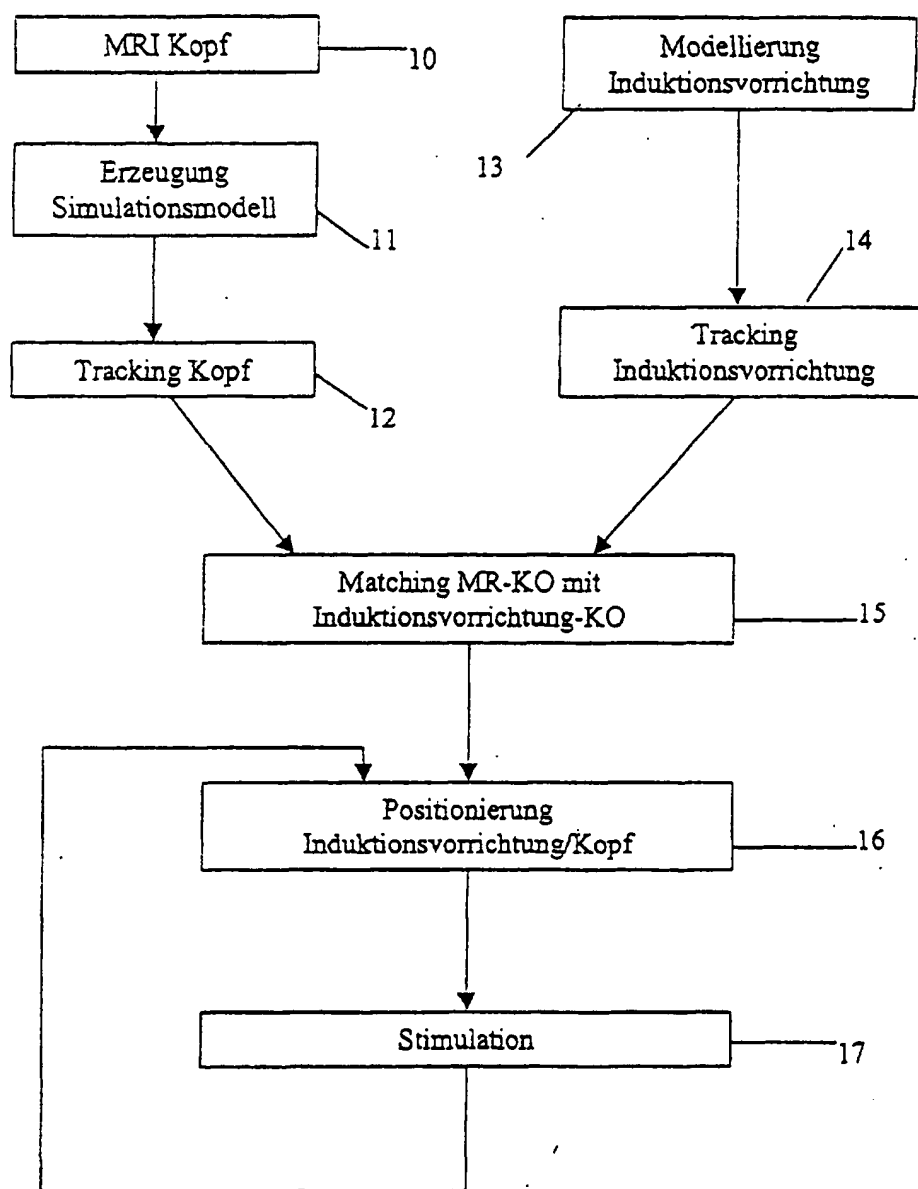 MRI Kopf
10
Erzeugung
Simulationsmodell
11
Tracking Kopf
12
Modellierung
Induktionsvorrichtung
13
14
Tracking
Induktionsvorrichtung
Matching MR-KO mit
Induktionsvorrichtung-KO
15
Positionierung
Induktionsvorrichtung/Kopf
16
Stimulation
17